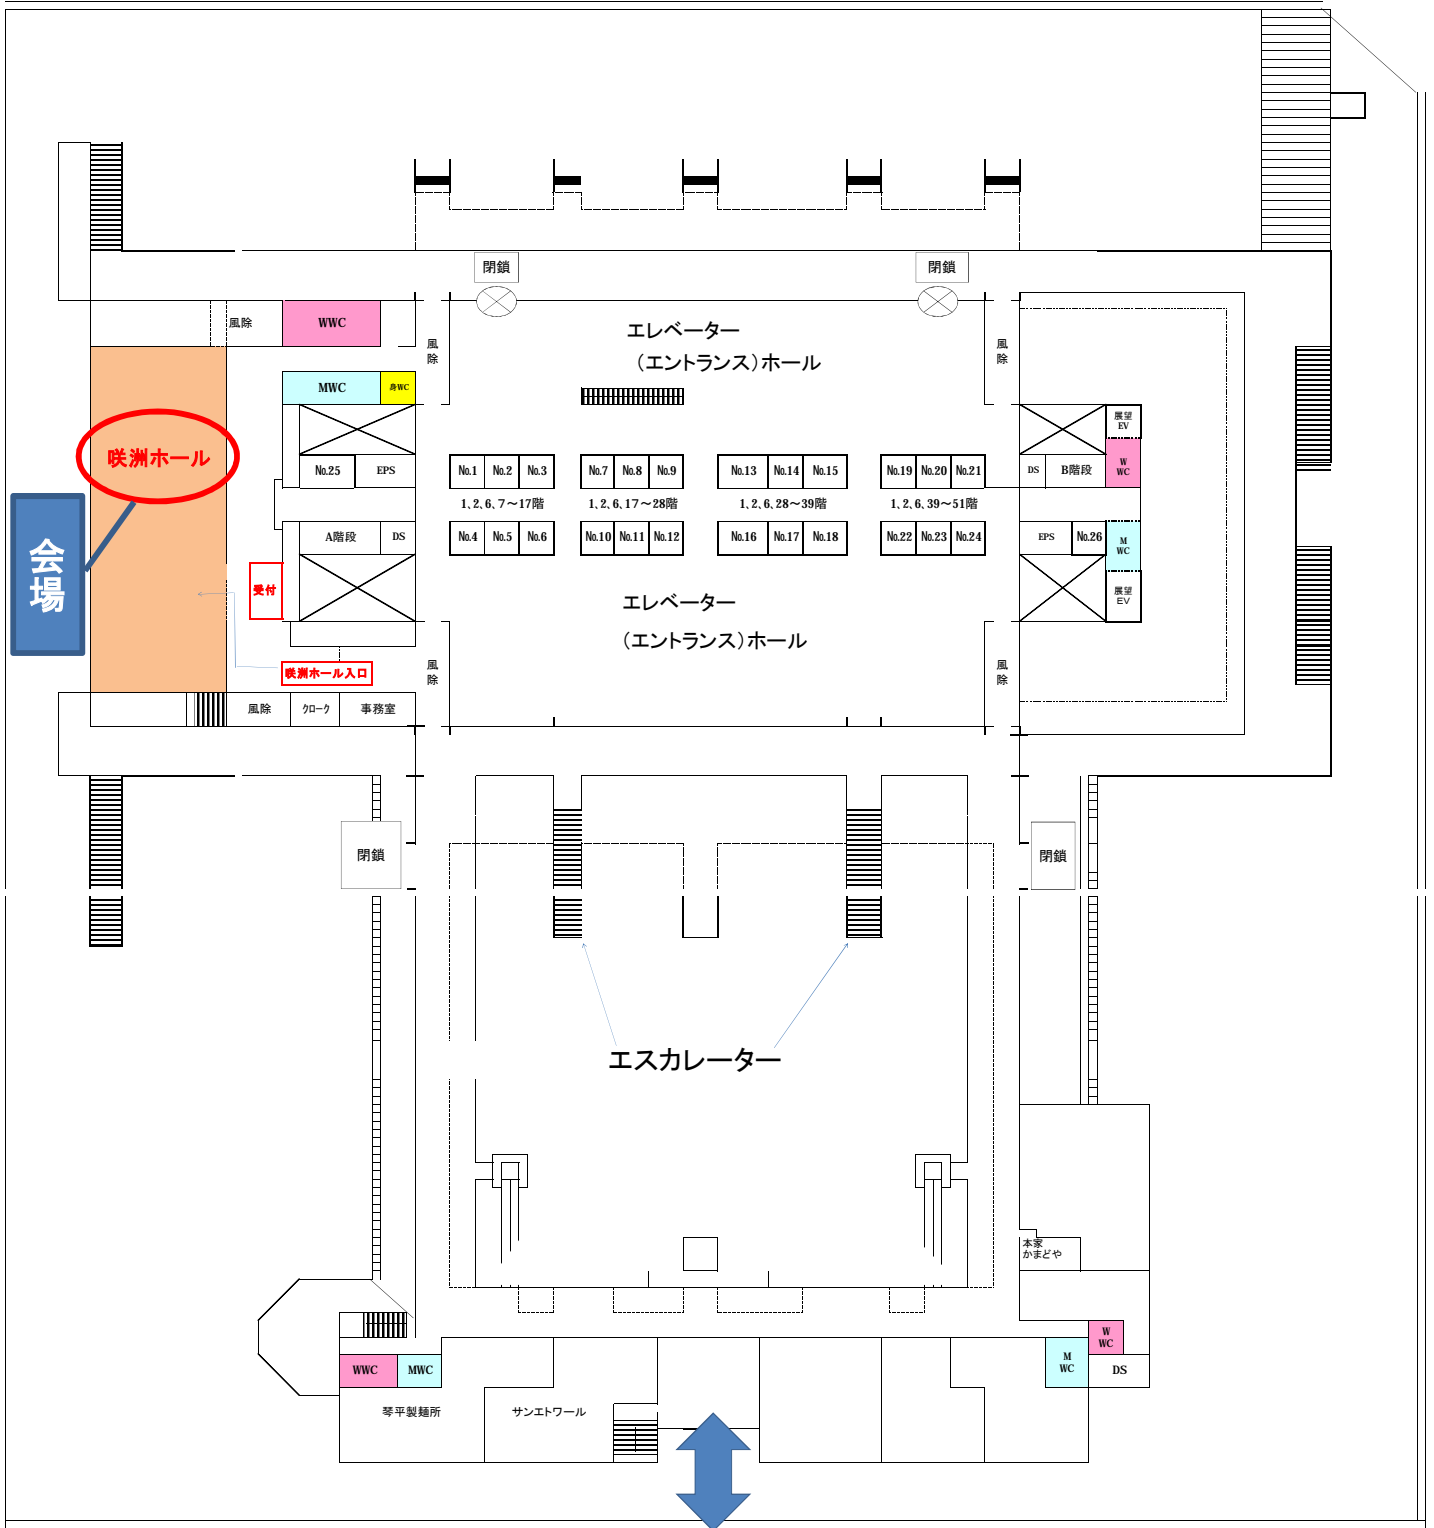 閉鎖
閉鎖
風除
WWC
エレベーター
(エントランス)ホール
風
除
風
除
MWC
身WC
咲洲ホール
展望
EV
No.25
EPS
No.1 No.2 No.3
No.7 No.8 No.9
No.13 No.14 No.15
No.19 No.20 No.21
DS
B階段
W
WC
1、2、6、7～17階
1、2、6、17～28階
1、2、6、28～39階
1、2、6、39～51階
A階段
DS
No.4 No.5 No.6
No.10 No.11 No.12
No.16 No.17 No.18
No.22 No.23 No.24
EPS
No.26
M
WC
会
場
受付
エレベーター
(エントランス)ホール
展望
EV
咲洲ホール入口
風
除
風
除
風除
クローク
事務室
閉鎖
閉鎖
エスカレーター
本家
かまどや
W
WC
WWC
MWC
M
WC
DS
琴平製麺所
サンエトワール